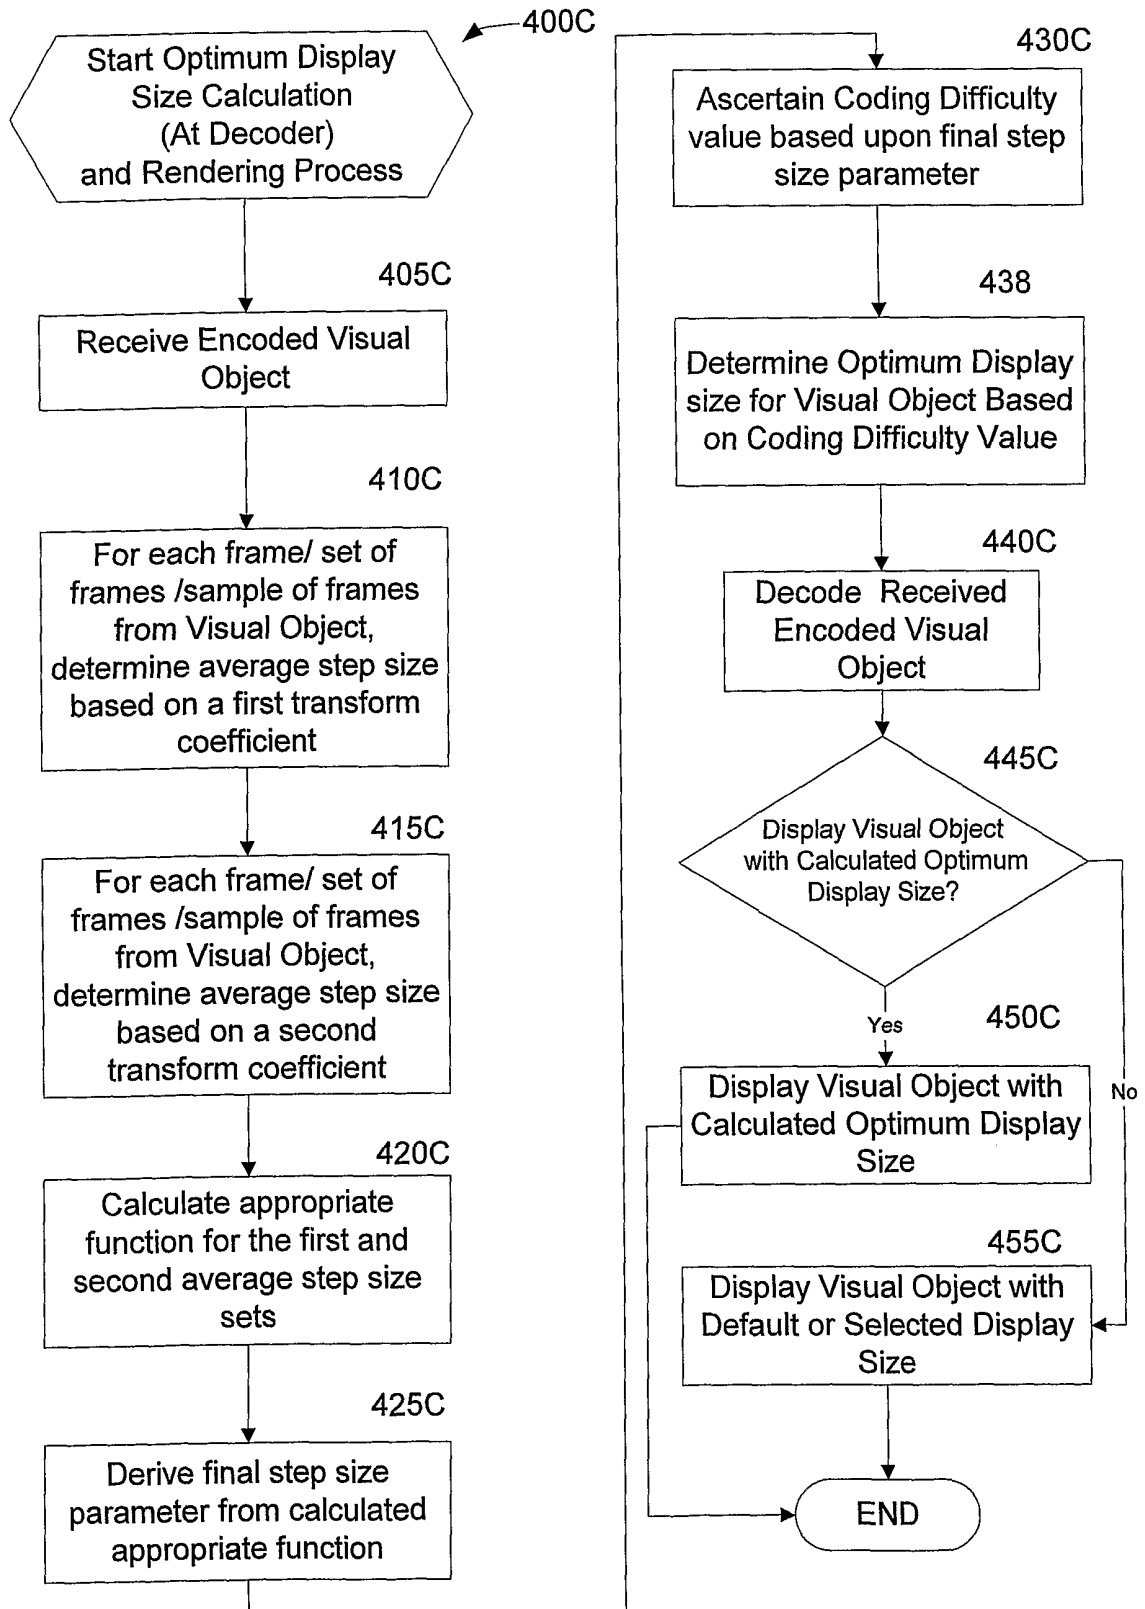 400C
Start Optimum Display
Size Calculation
(At Decoder)
and Rendering Process
405C
Receive Encoded Visual
Object
410C
For each frame/ set of
frames /sample of frames
from Visual Object,
determine average step size
based on a first transform
coefficient
415C
For each frame/ set of
frames /sample of frames
from Visual Object,
determine average step size
based on a second
transform coefficient
420C
Calculate appropriate
function for the first and
second average step size
sets
425C
Derive final step size
parameter from calculated
appropriate function
430C
Ascertain Coding Difficulty
value based upon final step
size parameter
438
Determine Optimum Display
size for Visual Object Based
on Coding Difficulty Value
440C
Decode Received
Encoded Visual
Object
445C
Display Visual Object
with Calculated Optimum
Display Size?
Yes
No
450C
Display Visual Object with
Calculated Optimum Display
Size
455C
Display Visual Object with
Default or Selected Display
Size
END